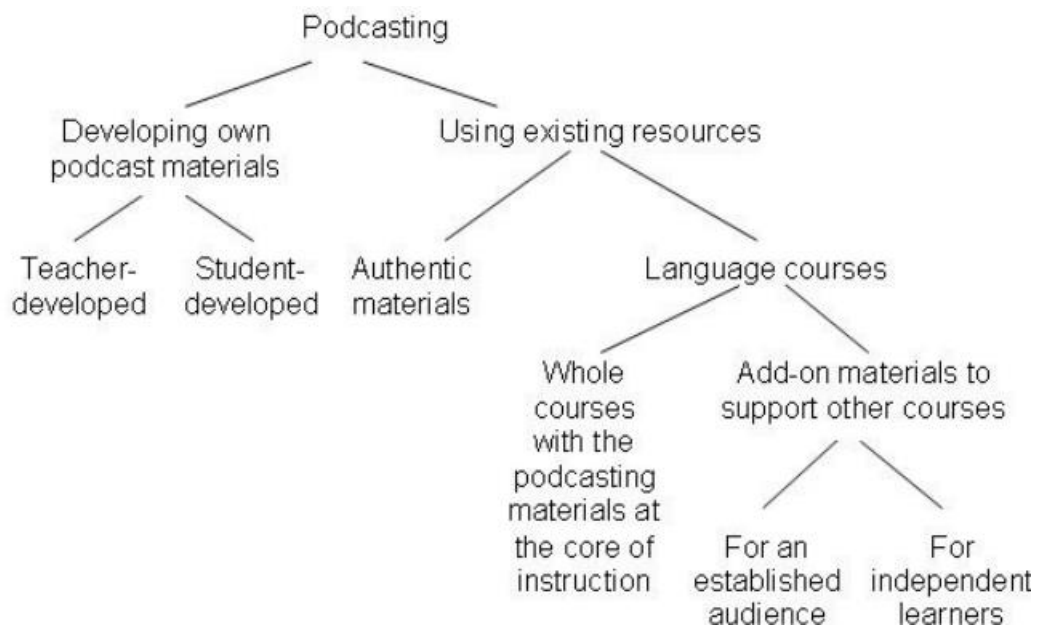 Podcasting
Developing own
podcast materials
Using existing resources
Teacher-
developed
Student-
developed
Authentic
materials
Language courses
Whole
courses
with the
podcasting
materials at
the core of
instruction
Add-on materials to
support other courses
For an
established
audience
For
independent
learners